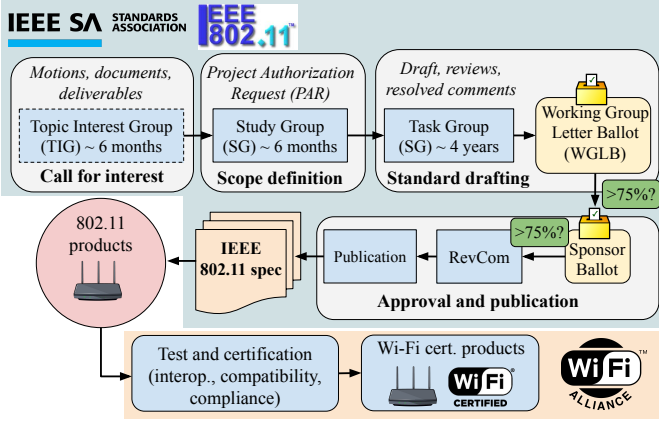 IEEE SA STANDARDS ASSOCIATION
IEEE 802.11™
Motions, documents,
deliverables
Topic Interest Group
(TIG) ~ 6 months
Call for interest
Project Authorization
Request (PAR)
Study Group
(SG) ~ 6 months
Scope definition
Draft, reviews,
resolved comments
Task Group
(SG) ~ 4 years
Standard drafting
Working Group
Letter Ballot
(WGLB)
>75%?
Sponsor
Ballot
>75%?
RevCom
Publication
Approval and publication
IEEE
802.11 spec
802.11
products
Test and certification
(interop., compatibility,
compliance)
Wi-Fi cert. products
Wi Fi®
CERTIFIED
Wi Fi™
ALLIANCE